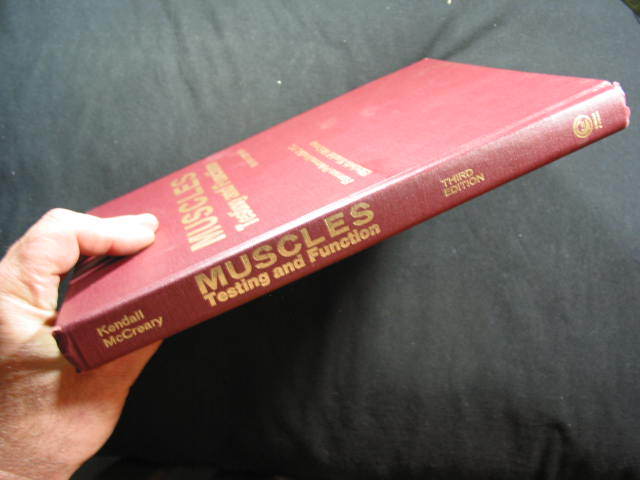 Kendall
McCreary
MUSCLES
Testing and Function
THIRD
EDITION
MUSCLES
Testing and Function